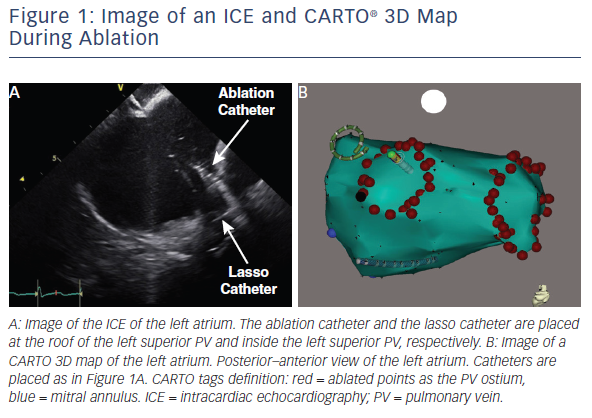 Figure 1: Image of an ICE and CARTO® 3D Map
During Ablation
A
V
Ablation
Catheter
5
Lasso
Catheter
B
A: Image of the ICE of the left atrium. The ablation catheter and the lasso catheter are placed
at the roof of the left superior PV and inside the left superior PV, respectively. B: Image of a
CARTO 3D map of the left atrium. Posterior–anterior view of the left atrium. Catheters are
placed as in Figure 1A. CARTO tags definition: red = ablated points as the PV ostium,
blue = mitral annulus. ICE = intracardiac echocardiography; PV = pulmonary vein.